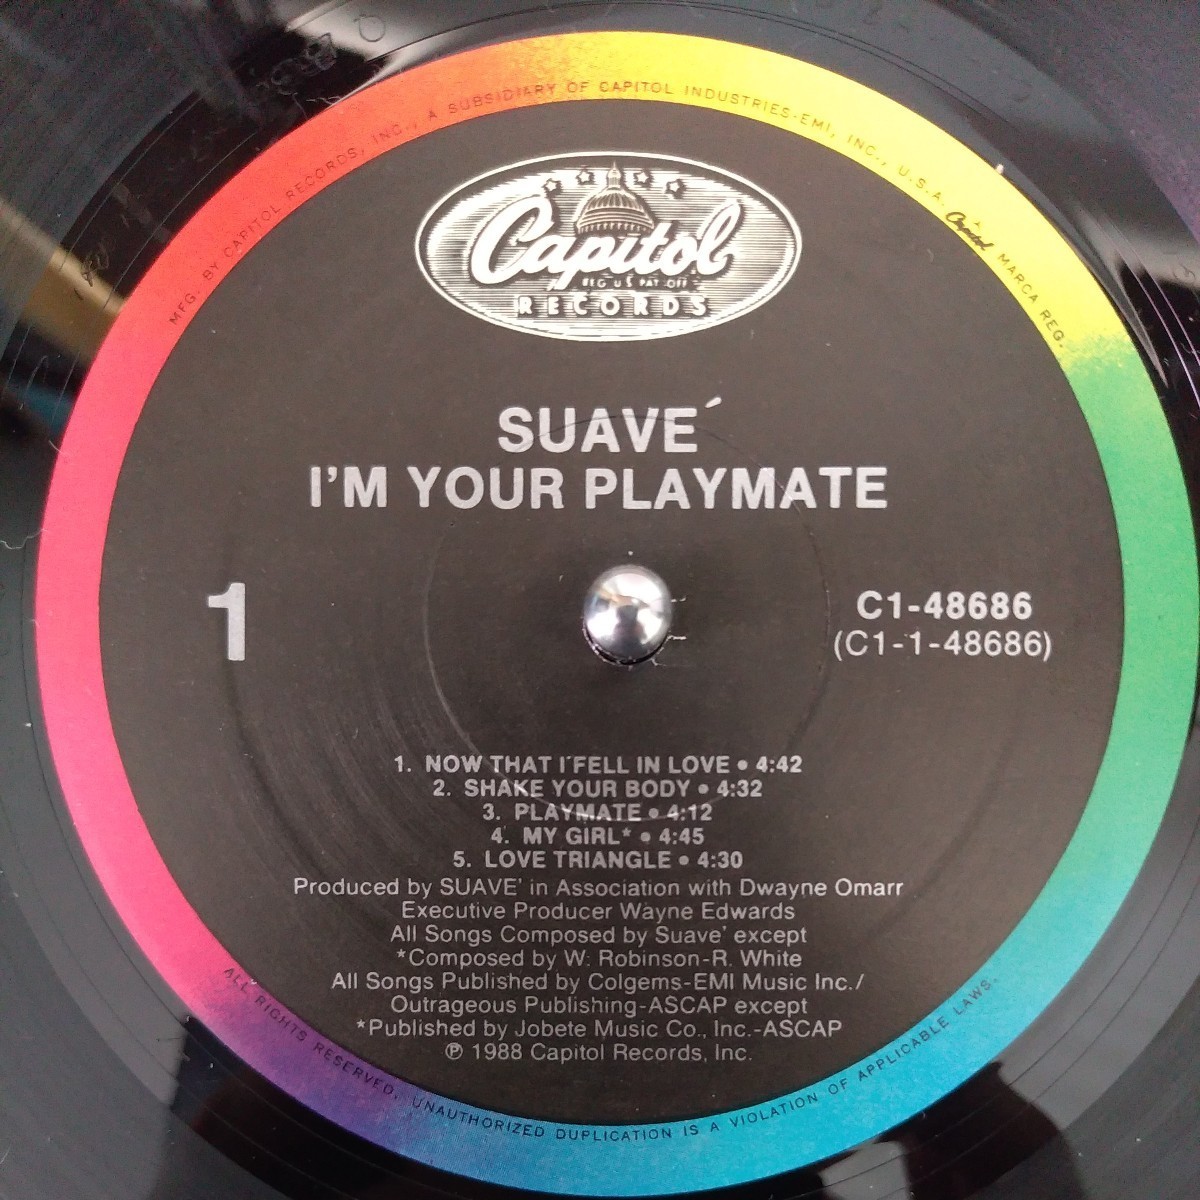 MFG. BY CAPITOL RECORDS, INC., A SUBSIDIARY OF CAPITOL INDUSTRIES-EMI, INC., U.S.A. Capitol MARCA REG.
Capitol
REG. U.S. PAT. OFF.
RECORDS
SUAVE´
I'M YOUR PLAYMATE
1
C1-48686
(C1-1-48686)
1. NOW THAT I FELL IN LOVE • 4:42
2. SHAKE YOUR BODY • 4:32
3. PLAYMATE • 4:12
4. MY GIRL* • 4:45
5. LOVE TRIANGLE • 4:30
Produced by SUAVE' in Association with Dwayne Omarr
Executive Producer Wayne Edwards
All Songs Composed by Suave' except
*Composed by W. Robinson-R. White
All Songs Published by Colgems-EMI Music Inc./
Outrageous Publishing-ASCAP except
*Published by Jobete Music Co., Inc.-ASCAP
℗ 1988 Capitol Records, Inc.
ALL RIGHTS RESERVED. UNAUTHORIZED DUPLICATION IS A VIOLATION OF APPLICABLE LAWS.